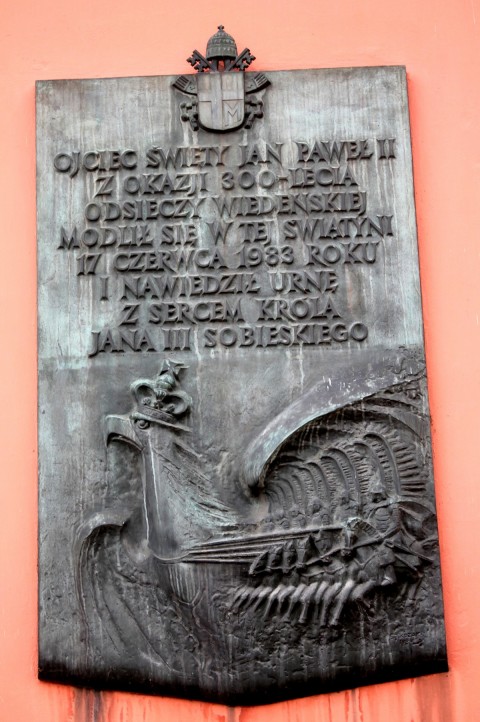 OJCIEC ŚWIĘTY JAN PAWEŁ II
Z OKAZJI 300-LECIA
ODSIECZY WIEDEŃSKIEJ
MODLIŁ SIĘ W TEJ ŚWIATYNI
17 CZERWCA 1983 ROKU
I NAWIEDZIŁ URNĘ
Z SERCEM KRÓLA
JANA III SOBIESKIEGO
M